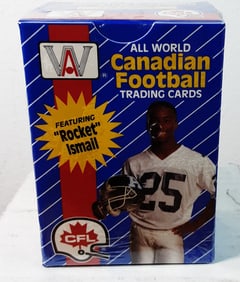 AW
®
ALL WORLD
Canadian
Football
TRADING CARDS
FEATURING
"Rocket"
Ismail
25
CFL